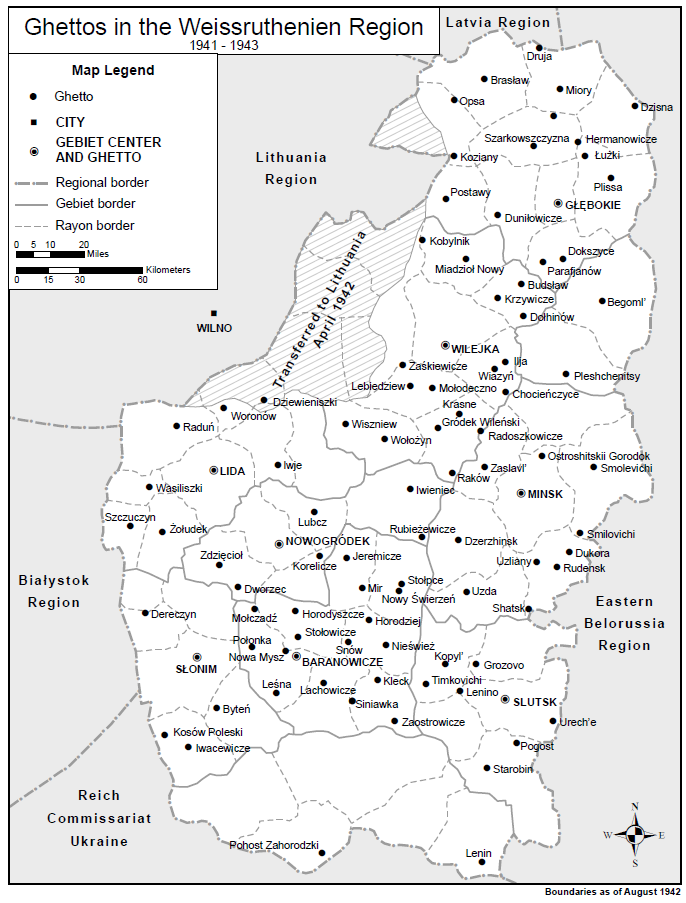 Ghettos in the Weissruthenien Region
1941 - 1943
Map Legend
Ghetto
CITY
GEBIET CENTER
AND GHETTO
Regional border
Gebiet border
Rayon border
0 5 10 20
Miles
Kilometers
0 15 30 60
Latvia Region
Druja
Brasław
Miory
Opsa
Dzisna
Szarkowszczyzna
Hermanowicze
Łużki
Koziany
Plissa
Lithuania
Region
Postawy
GŁĘBOKIE
Duniłowicze
Kobylnik
Dokszyce
Miadzioł Nowy
Parafjanów
Budsław
Krzywicze
Begoml'
Dołhinów
Transferred to Lithuania
April 1942
WILNO
WILEJKA
Ilja
Zaśkiewicze
Wiazyń
Pleshchenitsy
Lebiędziew
Mołodeczno
Chocieńczyce
Dziewieniszki
Krasne
Woronów
Gródek Wileński
Raduń
Wiszniew
Radoszkowicze
Wołożyn
Ostroshitskii Gorodok
Iwje
Zaslavl'
Smolevichi
LIDA
Raków
Wasiliszki
Iwieniec
MINSK
Szczuczyn
Lubcz
Żołudek
Rubieżewicze
Smilovichi
NOWOGRÓDEK
Dzerzhinsk
Zdzięcioł
Dukora
Korelicze
Jeremicze
Uzliany
Rudensk
Białystok
Region
Dworzec
Mir
Stołpce
Nowy Świerzeń
Uzda
Eastern
Belorussia
Region
Shatsk
Dereczyn
Mołczadź
Horodyszcze
Horodziej
Stołowicze
Połonka
Snów
Nieśwież
Nowa Mysz
BARANOWICZE
Kopyl'
Grozovo
SŁONIM
Leśna
Lachowicze
Kleck
Timkovichi
Lenino
SLUTSK
Byteń
Siniawka
Zaostrowicze
Urech'e
Kosów Poleski
Iwacewicze
Pogost
Starobin
Reich
Commissariat
Ukraine
Pohost Zahorodzki
Lenin
N
W E
S
Boundaries as of August 1942